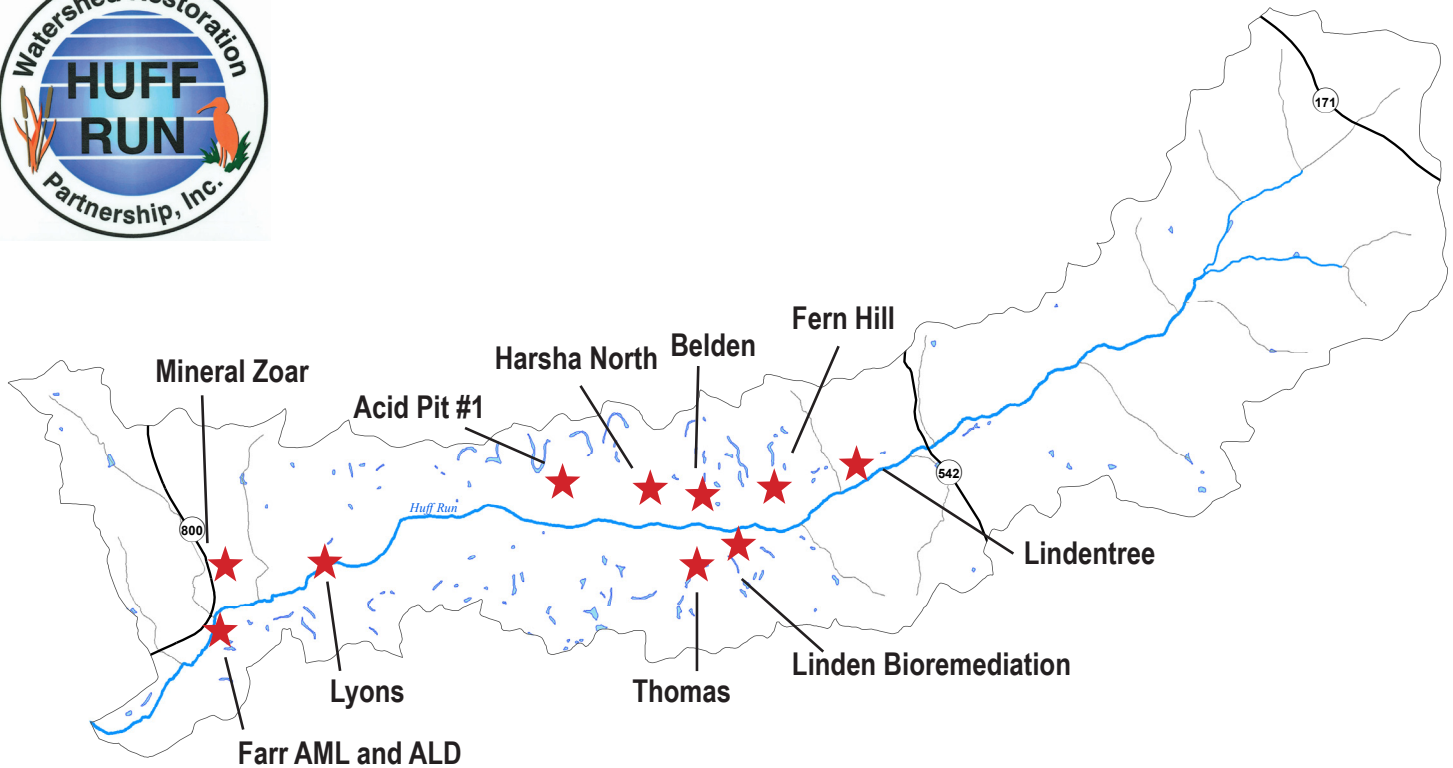 Watershed Restoration
HUFF
RUN
Partnership, Inc.
171
Fern Hill
Belden
Harsha North
Mineral Zoar
Acid Pit #1
542
Huff Run
800
Lindentree
Linden Bioremediation
Thomas
Lyons
Farr AML and ALD